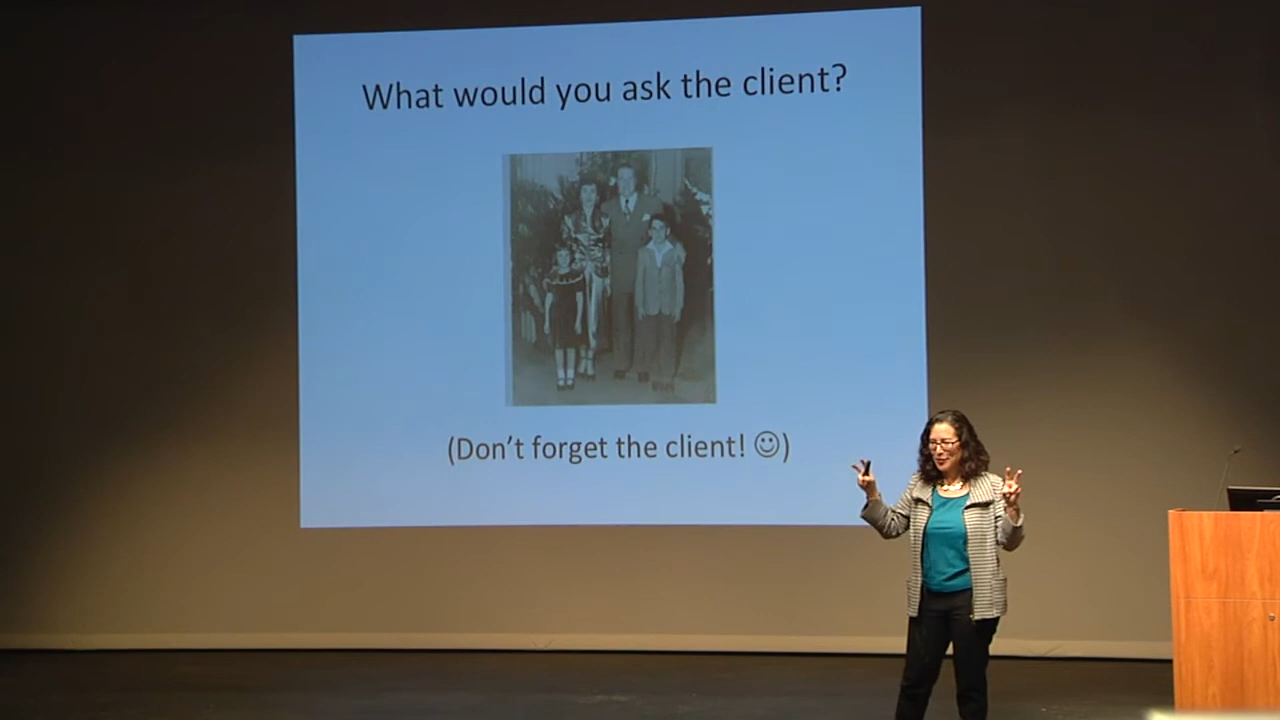 What would you ask the client?
(Don't forget the client! ☺)